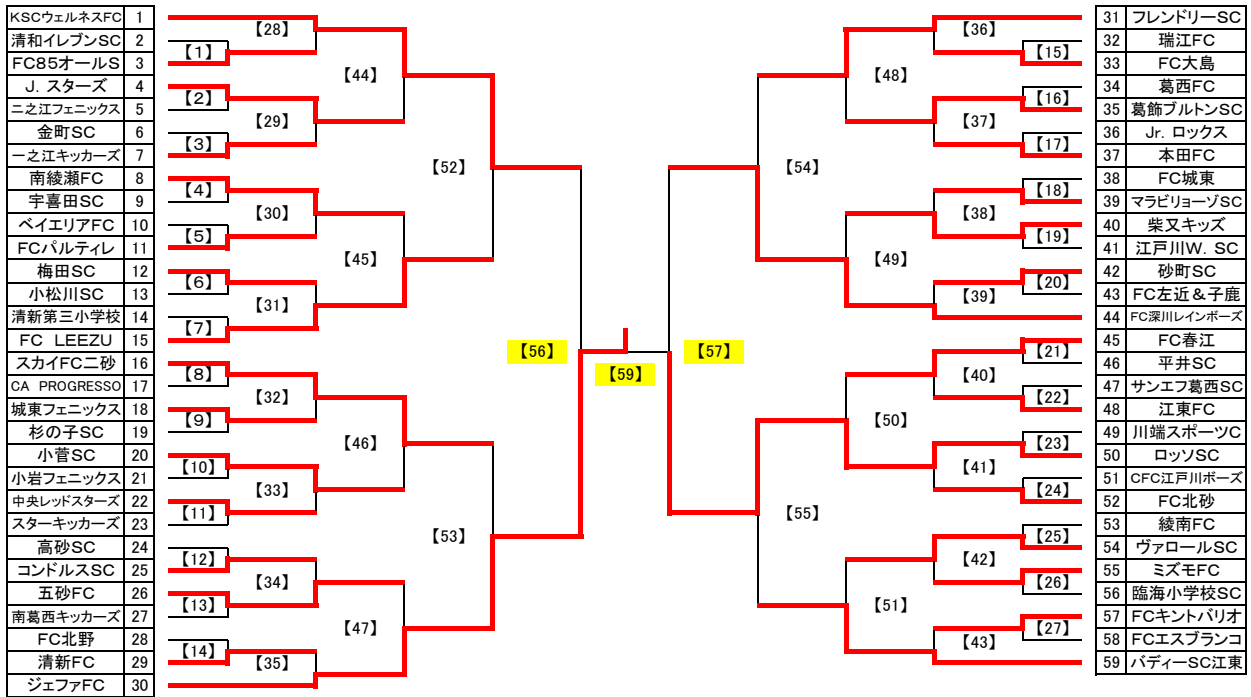 KSCウェルネスFC 1
清和イレブンSC 2
FC85オールS 3
J. スターズ 4
二之江フェニックス 5
金町SC 6
一之江キッカーズ 7
南綾瀬FC 8
宇喜田SC 9
ベイエリアFC 10
FCパルティレ 11
梅田SC 12
小松川SC 13
清新第三小学校 14
FC LEEZU 15
スカイFC二砂 16
CA PROGRESSO 17
城東フェニックス 18
杉の子SC 19
小菅SC 20
小岩フェニックス 21
中央レッドスターズ 22
スターキッカーズ 23
高砂SC 24
コンドルスSC 25
五砂FC 26
南葛西キッカーズ 27
FC北野 28
清新FC 29
ジェファFC 30
【1】
【2】
【3】
【4】
【5】
【6】
【7】
【8】
【9】
【10】
【11】
【12】
【13】
【14】
【28】
【29】
【30】
【31】
【32】
【33】
【34】
【35】
【44】
【45】
【46】
【47】
【52】
【53】
【56】
【59】
【57】
【54】
【55】
【48】
【49】
【50】
【51】
【36】
【37】
【38】
【39】
【40】
【41】
【42】
【43】
【15】
【16】
【17】
【18】
【19】
【20】
【21】
【22】
【23】
【24】
【25】
【26】
【27】
31 フレンドリーSC
32 瑞江FC
33 FC大島
34 葛西FC
35 葛飾ブルトンSC
36 Jr. ロックス
37 本田FC
38 FC城東
39 マラビリョーゾSC
40 柴又キッズ
41 江戸川W. SC
42 砂町SC
43 FC左近＆子鹿
44 FC深川レインボーズ
45 FC春江
46 平井SC
47 サンエフ葛西SC
48 江東FC
49 川端スポーツC
50 ロッソSC
51 CFC江戸川ボーズ
52 FC北砂
53 綾南FC
54 ヴァロールSC
55 ミズモFC
56 臨海小学校SC
57 FCキントバリオ
58 FCエスブランコ
59 バディーSC江東